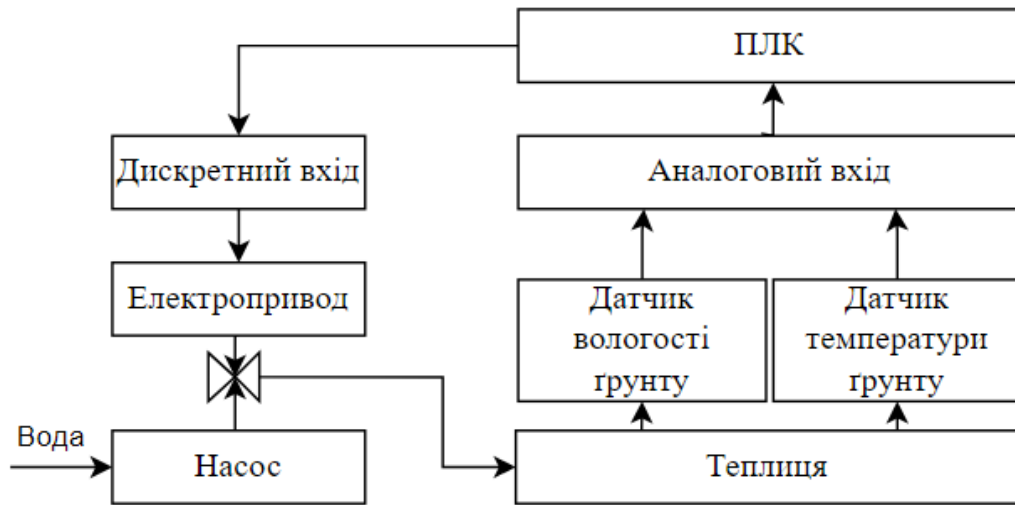 ПЛК
Дискретний вхід
Аналоговий вхід
Електропривод
Датчик
вологості
ґрунту
Датчик
температури
ґрунту
Вода
Насос
Теплиця